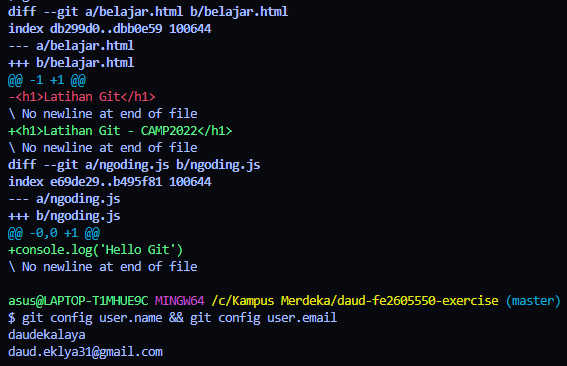 diff --git a/belajar.html b/belajar.html
index db299d0..dbb0e59 100644
--- a/belajar.html
+++ b/belajar.html
@@ -1 +1 @@
-<h1>Latihan Git</h1>
\ No newline at end of file
+<h1>Latihan Git - CAMP2022</h1>
\ No newline at end of file
diff --git a/ngoding.js b/ngoding.js
index e69de29..b495f81 100644
--- a/ngoding.js
+++ b/ngoding.js
@@ -0,0 +1 @@
+console.log('Hello Git')
\ No newline at end of file
asus@LAPTOP-T1MHUE9C MINGW64 /c/Kampus Merdeka/daud-fe2605550-exercise (master)
$ git config user.name && git config user.email
daudekalaya
daud.eklya31@gmail.com